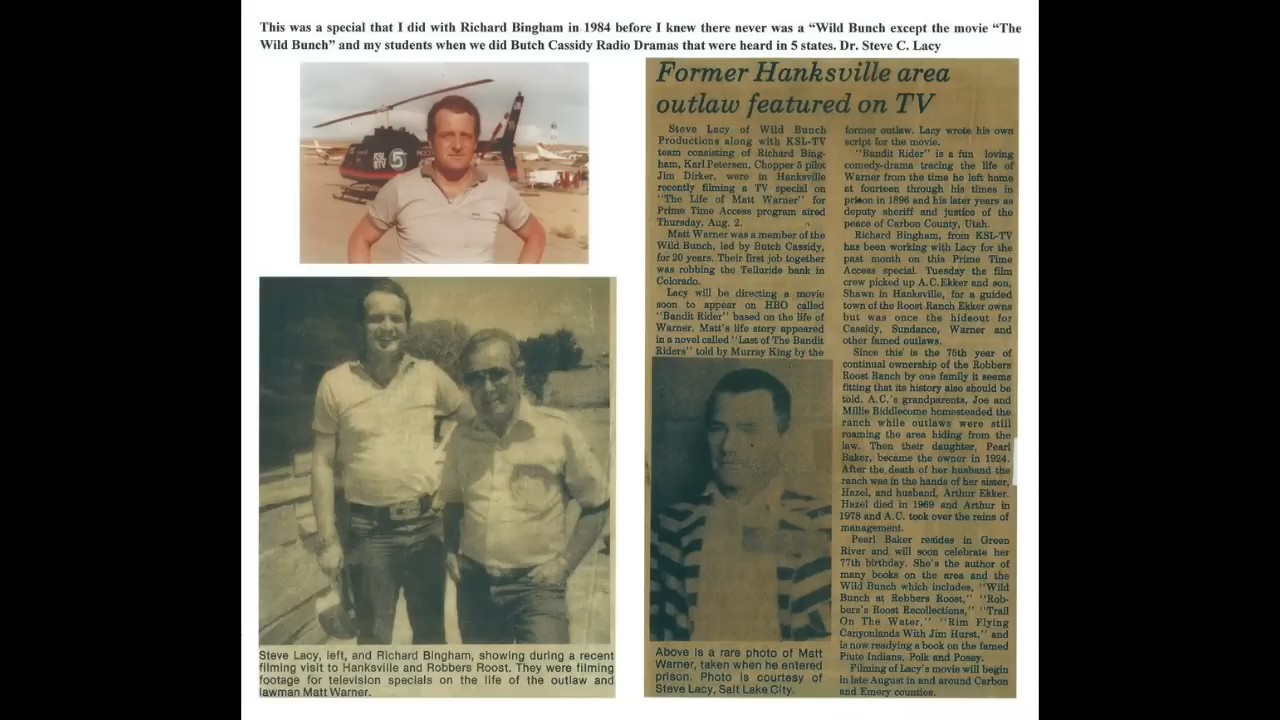 This was a special that I did with Richard Bingham in 1984 before I knew there never was a “Wild Bunch except the movie “The
Wild Bunch” and my students when we did Butch Cassidy Radio Dramas that were heard in 5 states. Dr. Steve C. Lacy
KSL
5
TV
Steve Lacy, left, and Richard Bingham, showing during a recent
filming visit to Hanksville and Robbers Roost. They were filming
footage for television specials on the life of the outlaw and
lawman Matt Warner.
Former Hanksville area
outlaw featured on TV
Steve Lacy of Wild Bunch
Productions along with KSL-TV
team consisting of Richard Bing-
ham, Karl Petersen, Chopper 5 pilot
Jim Dirker, were in Hanksville
recently filming a TV special on
"The Life of Matt Warner" for
Prime Time Access program aired
Thursday, Aug. 2.
Matt Warner was a member of the
Wild Bunch, led by Butch Cassidy,
for 20 years. Their first job together
was robbing the Telluride bank in
Colorado.
Lacy will be directing a movie
soon to appear on HBO called
"Bandit Rider" based on the life of
Warner. Matt's life story appeared
in a novel called "Last of The Bandit
Riders" told by Murray King by the
Above is a rare photo of Matt
Warner, taken when he entered
prison. Photo is courtesy of
Steve Lacy, Salt Lake City.
former outlaw. Lacy wrote his own
script for the movie.
"Bandit Rider" is a fun loving
comedy-drama tracing the life of
Warner from the time he left home
at fourteen through his times in
prison in 1896 and his later years as
deputy sheriff and justice of the
peace of Carbon County, Utah.
Richard Bingham, from KSL-TV
has been working with Lacy for the
past month on this Prime Time
Access special. Tuesday the film
crew picked up A.C. Ekker and son,
Shawn in Hanksville, for a guided
town of the Roost Ranch Ekker owns
but was once the hideout for
Cassidy, Sundance, Warner and
other famed outlaws.
Since this is the 75th year of
continual ownership of the Robbers
Roost Ranch by one family it seems
fitting that its history also should be
told. A.C.'s grandparents, Joe and
Millie Biddlecome homesteaded the
ranch while outlaws were still
roaming the area hiding from the
law. Then their daughter, Pearl
Baker, became the owner in 1924.
After the death of her husband the
ranch was in the hands of her sister,
Hazel, and husband, Arthur Ekker.
Hazel died in 1969 and Arthur in
1978 and A.C. took over the reins of
management.
Pearl Baker resides in Green
River and will soon celebrate her
77th birthday. She's the author of
many books on the area and the
Wild Bunch which includes, "Wild
Bunch at Robbers Roost," "Rob-
bers's Roost Recollections," "Trail
On The Water," "Rim Flying
Canyonlands With Jim Hurst," and
is now readying a book on the famed
Piute Indians, Polk and Posey.
Filming of Lacy's movie will begin
in late August in and around Carbon
and Emery counties.